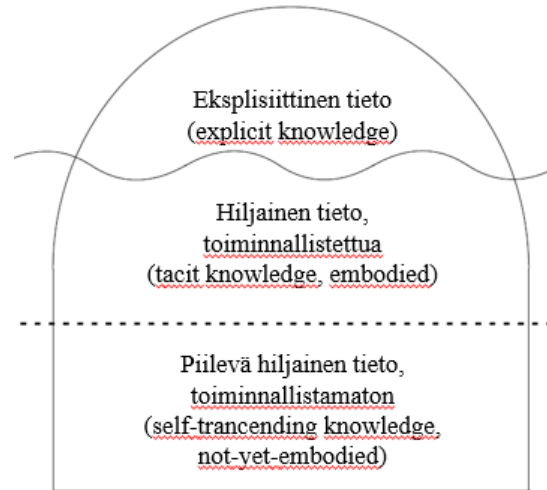 Eksplisiittinen tieto
(explicit knowledge)
Hiljainen tieto,
toiminnallistettua
(tacit knowledge, embodied)
Piilevä hiljainen tieto,
toiminnallistamaton
(self-trancending knowledge,
not-yet-embodied)